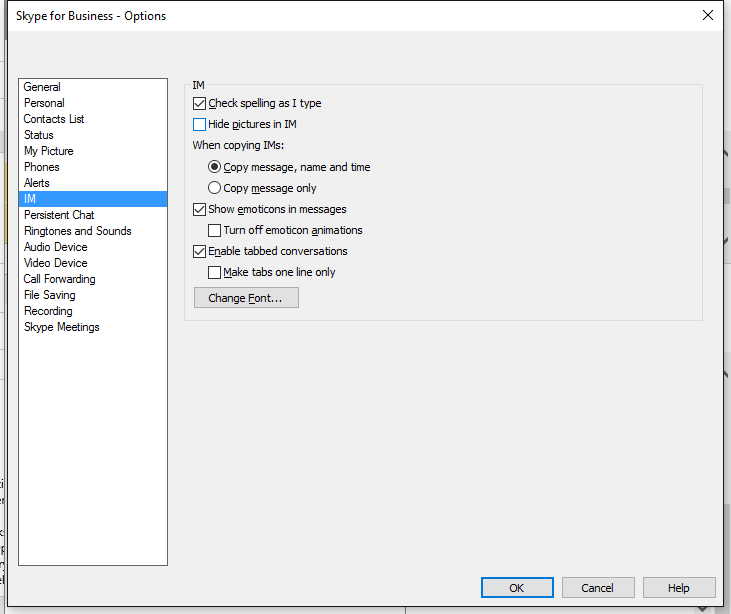 Skype for Business - Options
General
Personal
Contacts List
Status
My Picture
Phones
Alerts
IM
Persistent Chat
Ringtones and Sounds
Audio Device
Video Device
Call Forwarding
File Saving
Recording
Skype Meetings
IM
Check spelling as I type
Hide pictures in IM
When copying IMs:
Copy message, name and time
Copy message only
Show emoticons in messages
Turn off emoticon animations
Enable tabbed conversations
Make tabs one line only
Change Font...
OK Cancel Help